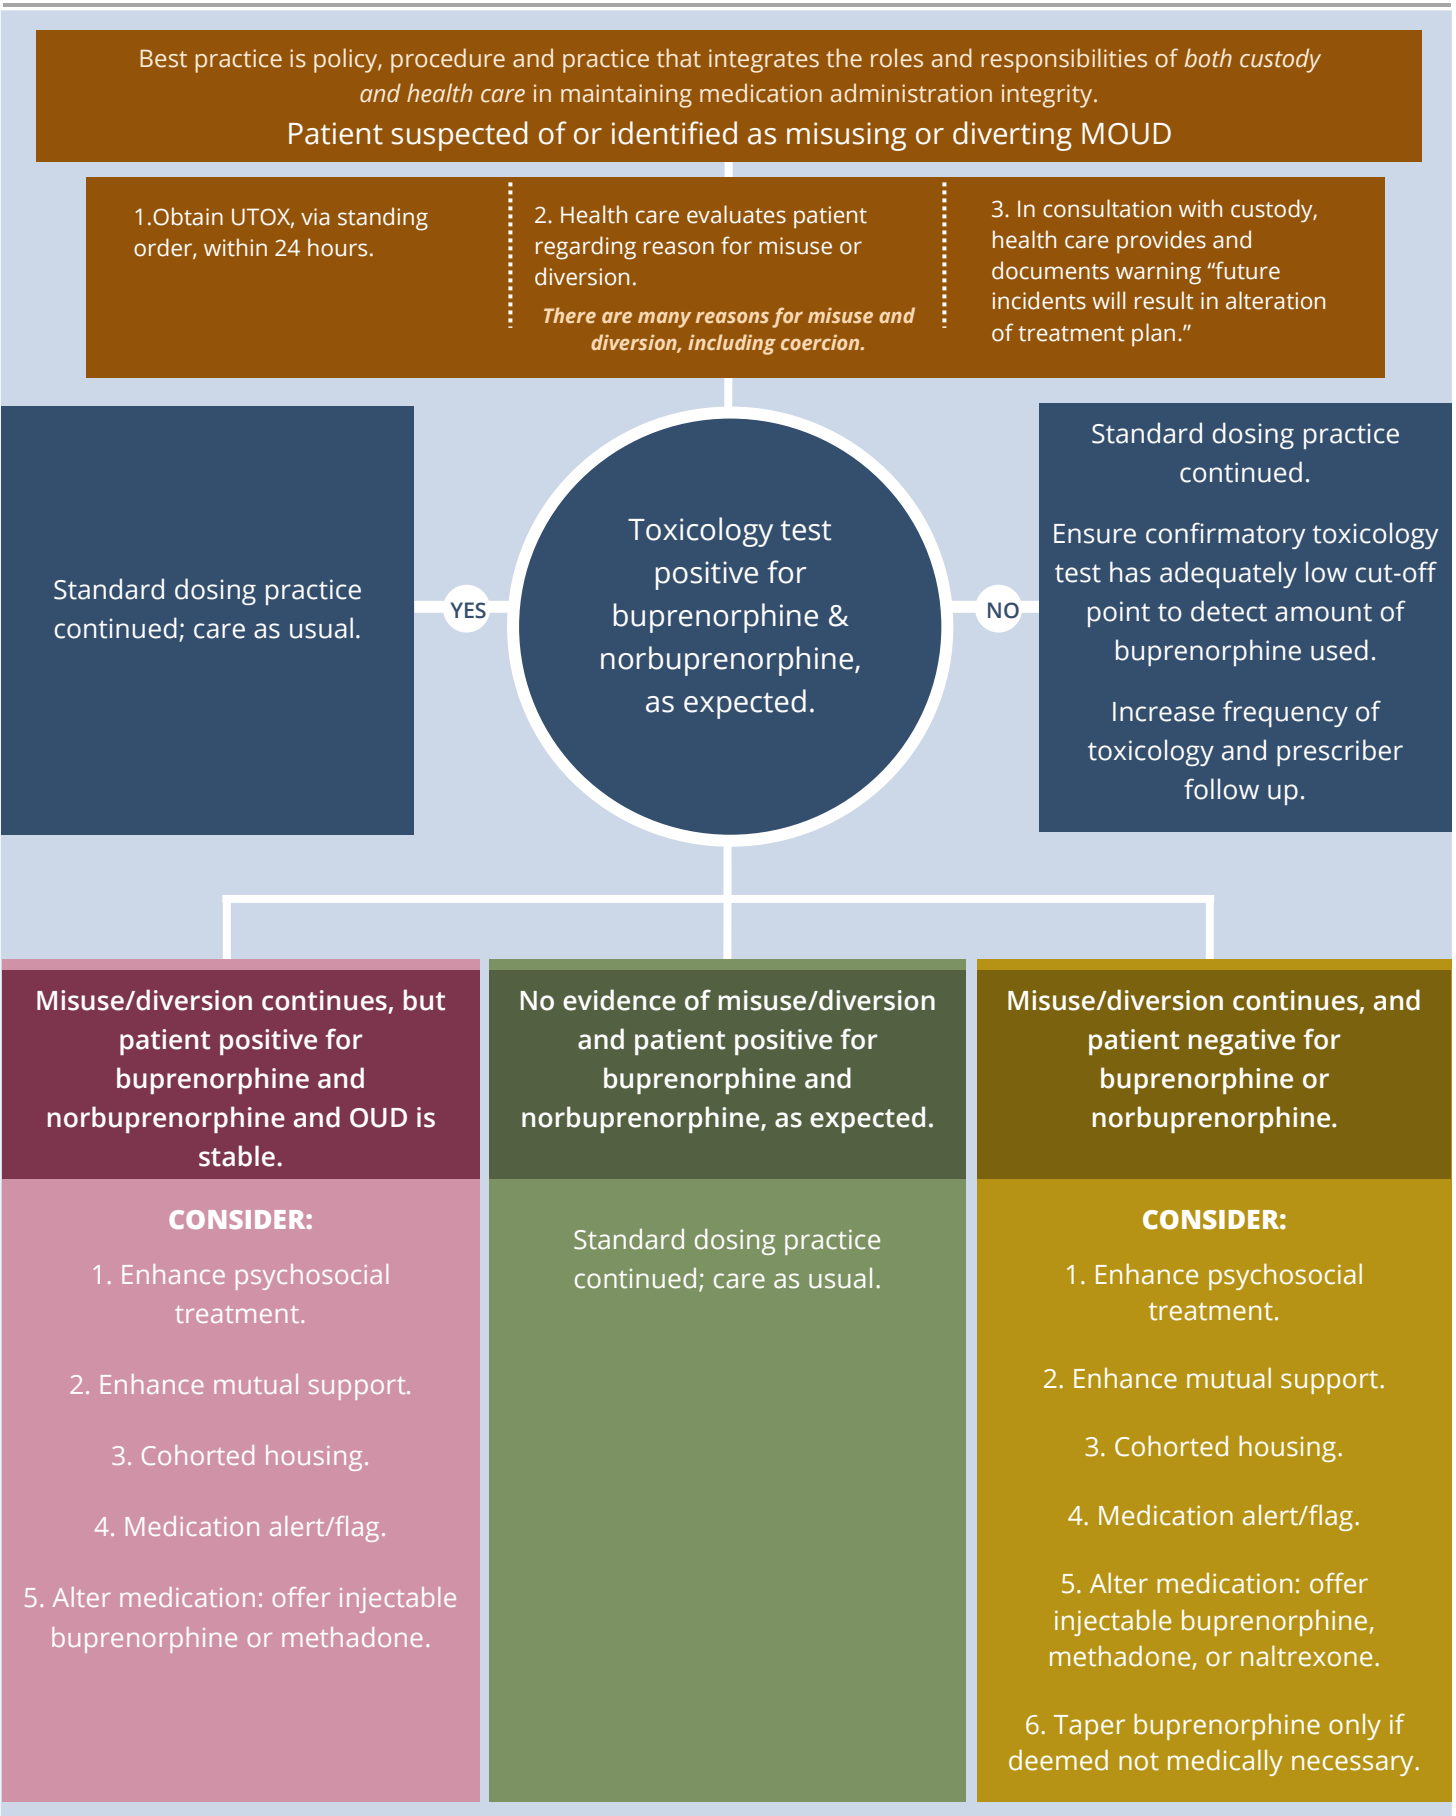 Best practice is policy, procedure and practice that integrates the roles and responsibilities of both custody
and health care in maintaining medication administration integrity.
Patient suspected of or identified as misusing or diverting MOUD
1.Obtain UTOX, via standing
order, within 24 hours.
2. Health care evaluates patient
regarding reason for misuse or
diversion.
There are many reasons for misuse and
diversion, including coercion.
3. In consultation with custody,
health care provides and
documents warning “future
incidents will result in alteration
of treatment plan.”
Standard dosing practice
continued; care as usual.
YES
Toxicology test
positive for
buprenorphine &
norbuprenorphine,
as expected.
NO
Standard dosing practice
continued.
Ensure confirmatory toxicology
test has adequately low cut-off
point to detect amount of
buprenorphine used.
Increase frequency of
toxicology and prescriber
follow up.
Misuse/diversion continues, but
patient positive for
buprenorphine and
norbuprenorphine and OUD is
stable.
CONSIDER:
1. Enhance psychosocial
treatment.
2. Enhance mutual support.
3. Cohorted housing.
4. Medication alert/flag.
5. Alter medication: offer injectable
buprenorphine or methadone.
No evidence of misuse/diversion
and patient positive for
buprenorphine and
norbuprenorphine, as expected.
Standard dosing practice
continued; care as usual.
Misuse/diversion continues, and
patient negative for
buprenorphine or
norbuprenorphine.
CONSIDER:
1. Enhance psychosocial
treatment.
2. Enhance mutual support.
3. Cohorted housing.
4. Medication alert/flag.
5. Alter medication: offer
injectable buprenorphine,
methadone, or naltrexone.
6. Taper buprenorphine only if
deemed not medically necessary.